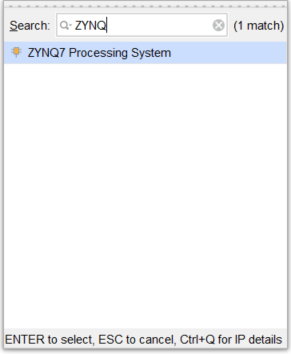 Search: ZYNQ (1 match)
ZYNQ7 Processing System
ENTER to select, ESC to cancel, Ctrl+Q for IP details